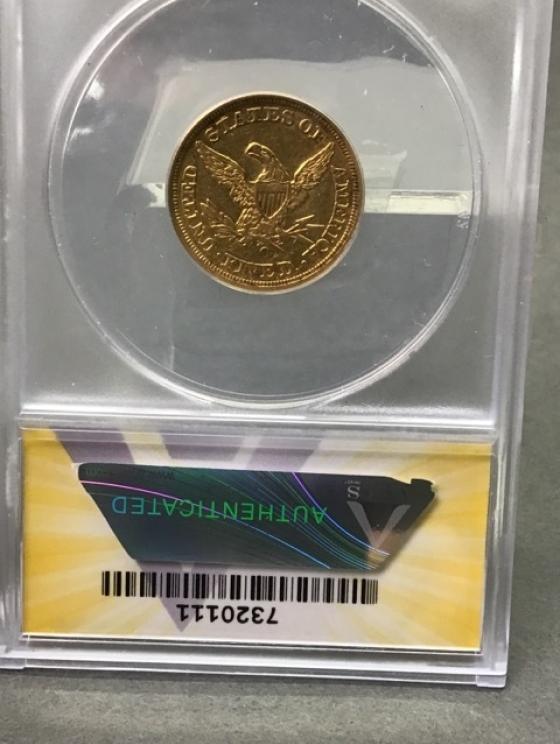 UNITED STATES OF AMERICA
FIVE D.
AUTHENTICATED
7320111